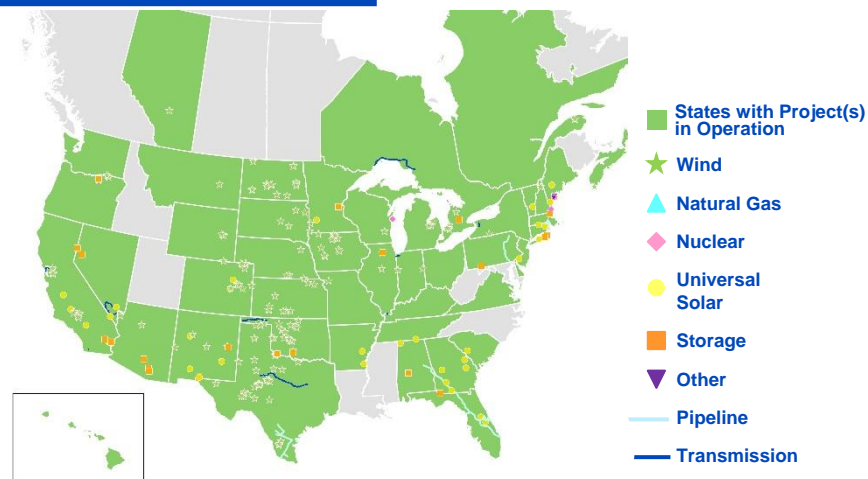 States with Project(s)
in Operation
Wind
Natural Gas
Nuclear
Universal
Solar
Storage
Other
Pipeline
Transmission